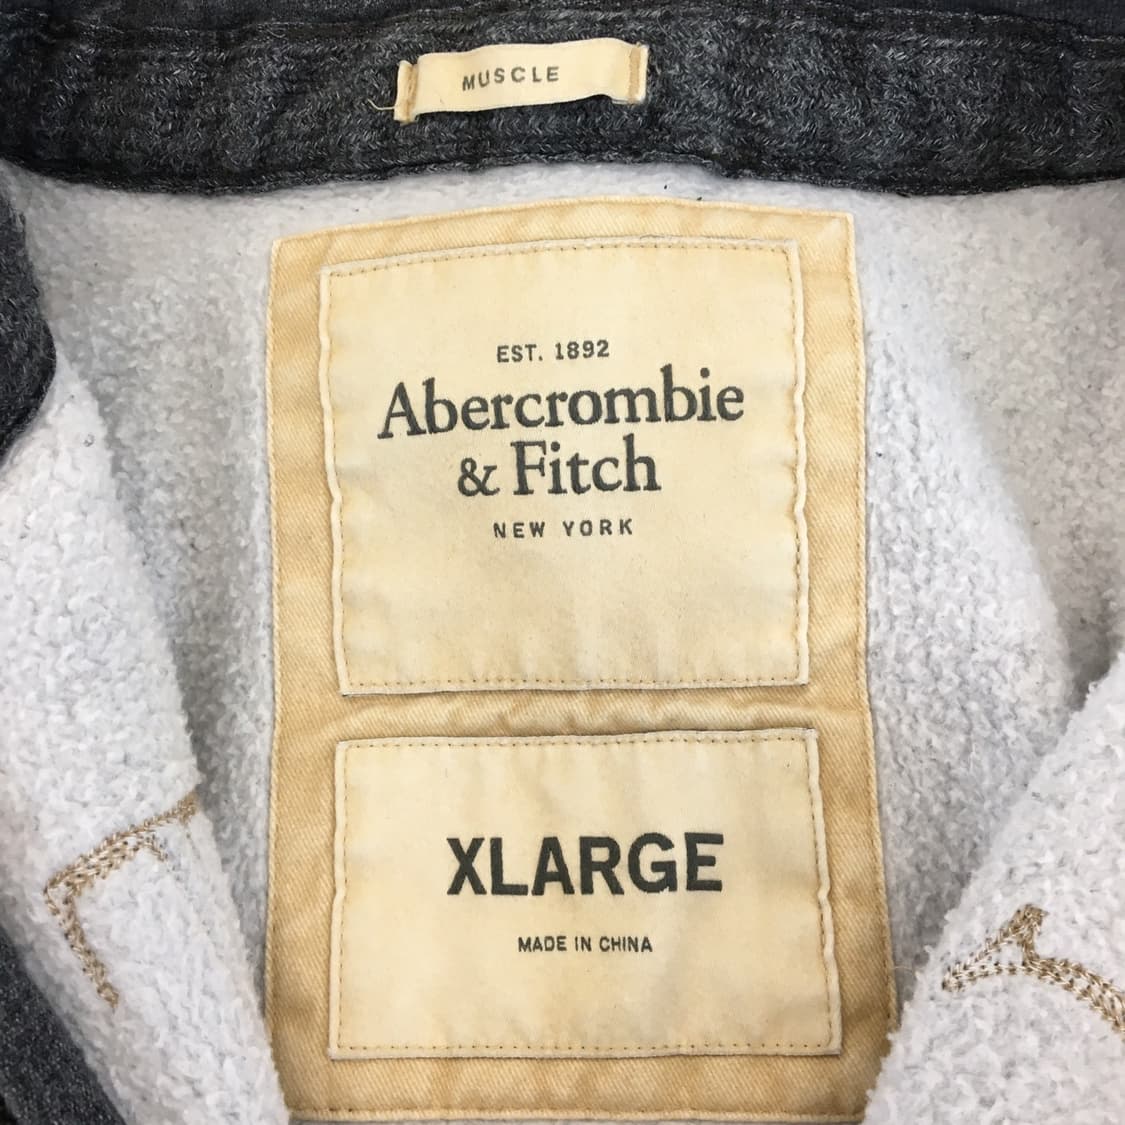 MUSCLE
EST. 1892
Abercrombie
& Fitch
NEW YORK
XLARGE
MADE IN CHINA